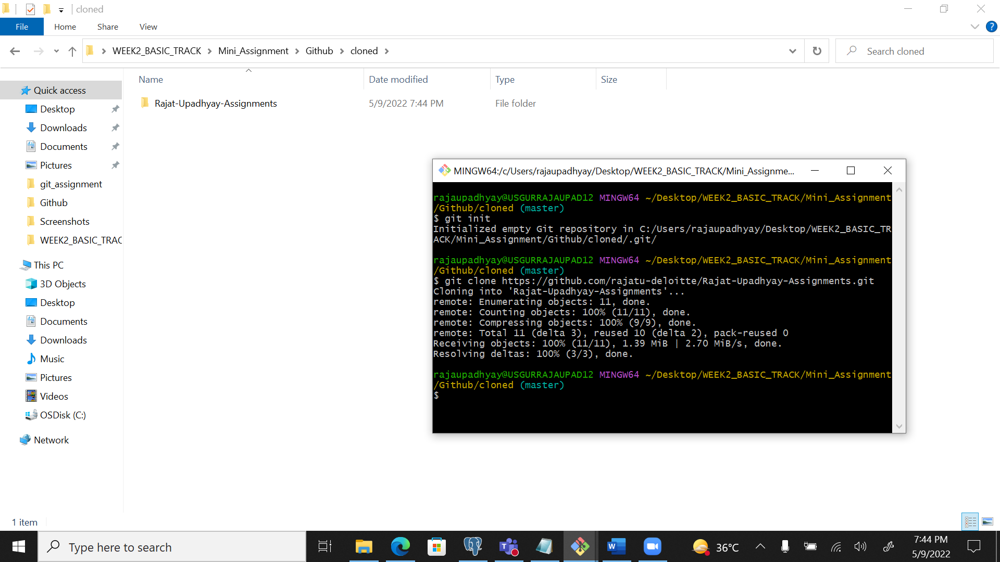 cloned
File Home Share View
WEEK2_BASIC_TRACK Mini_Assignment Github cloned
Search cloned
Name Date modified Type Size
Rajat-Upadhyay-Assignments 5/9/2022 7:44 PM File folder
Quick access
Desktop
Downloads
Documents
Pictures
git_assignment
Github
Screenshots
WEEK2_BASIC_TRAC
This PC
3D Objects
Desktop
Documents
Downloads
Music
Pictures
Videos
OSDisk (C:)
Network
MINGW64:/c/Users/rajaupadhyay/Desktop/WEEK2_BASIC_TRACK/Mini_Assignme...
rajaupadhyay@USGURRAJAUPAD12 MINGW64 ~/Desktop/WEEK2_BASIC_TRACK/Mini_Assignment
/Github/cloned (master)
$ git init
Initialized empty Git repository in C:/Users/rajaupadhyay/Desktop/WEEK2_BASIC_TR
ACK/Mini_Assignment/Github/cloned/.git/
rajaupadhyay@USGURRAJAUPAD12 MINGW64 ~/Desktop/WEEK2_BASIC_TRACK/Mini_Assignment
/Github/cloned (master)
$ git clone https://github.com/rajatu-deloitte/Rajat-Upadhyay-Assignments.git
Cloning into 'Rajat-Upadhyay-Assignments'...
remote: Enumerating objects: 11, done.
remote: Counting objects: 100% (11/11), done.
remote: Compressing objects: 100% (9/9), done.
remote: Total 11 (delta 3), reused 10 (delta 2), pack-reused 0
Receiving objects: 100% (11/11), 1.39 MiB | 2.70 MiB/s, done.
Resolving deltas: 100% (3/3), done.
rajaupadhyay@USGURRAJAUPAD12 MINGW64 ~/Desktop/WEEK2_BASIC_TRACK/Mini_Assignment
/Github/cloned (master)
$
1 item
Type here to search
36°C
7:44 PM
5/9/2022